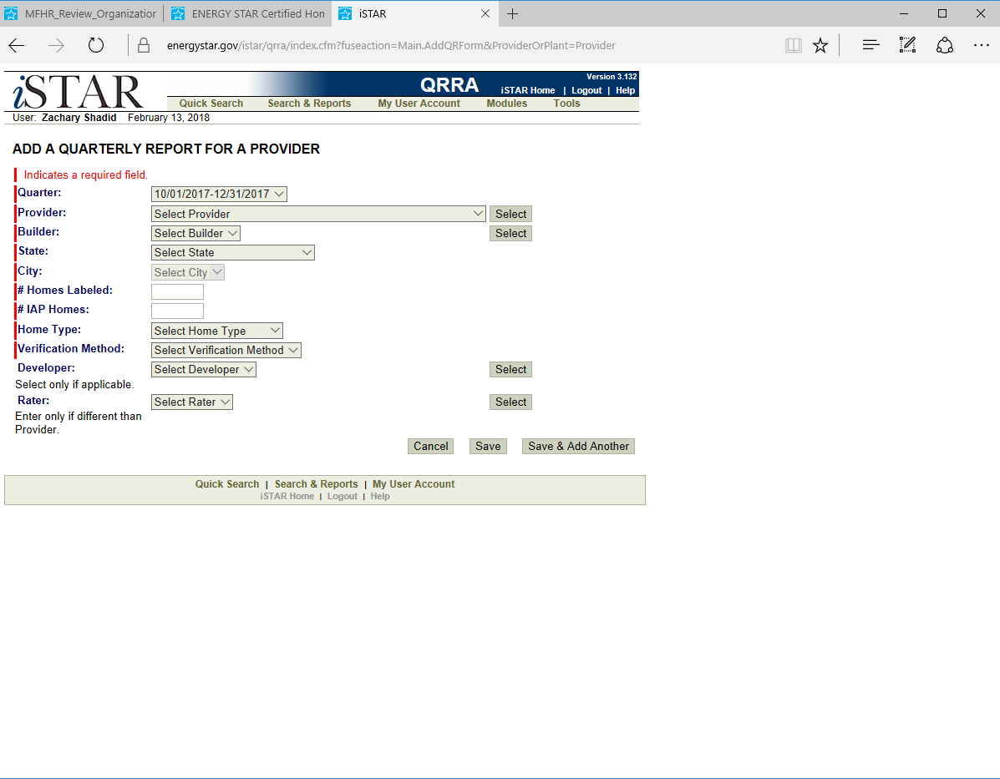 MFHR_Review_Organization
ENERGY STAR Certified Hon
iSTAR
energystar.gov/istar/qrra/index.cfm?fuseaction=Main.AddQRForm&ProviderOrPlant=Provider
iSTAR
Version 3.132
QRRA
iSTAR Home | Logout | Help
Quick Search Search & Reports My User Account Modules Tools
User: Zachary Shadid February 13, 2018
ADD A QUARTERLY REPORT FOR A PROVIDER
Indicates a required field.
Quarter: 10/01/2017-12/31/2017
Provider: Select Provider Select
Builder: Select Builder Select
State: Select State
City: Select City
# Homes Labeled:
# IAP Homes:
Home Type: Select Home Type
Verification Method: Select Verification Method
Developer: Select Developer Select
Select only if applicable.
Rater: Select Rater Select
Enter only if different than
Provider.
Cancel Save Save & Add Another
Quick Search | Search & Reports | My User Account
iSTAR Home | Logout | Help